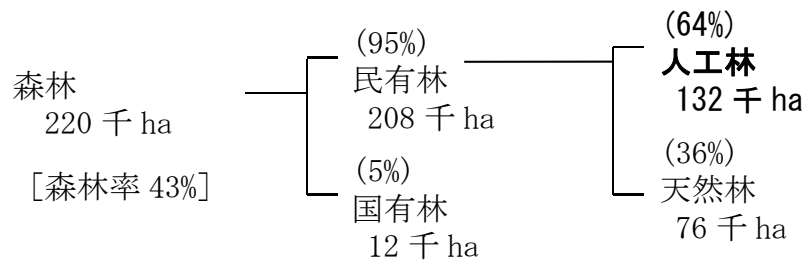 森林
220 千 ha
[森林率 43%]
(95%)
民有林
208 千 ha
(5%)
国有林
12 千 ha
(64%)
人工林
132 千 ha
(36%)
天然林
76 千 ha